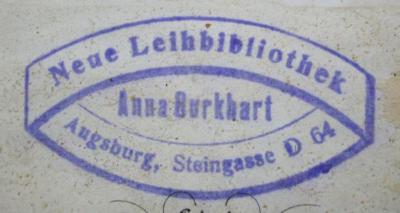 Neue Leihbibliothek
Anna Burkhart
Augsburg, Steingasse D 64